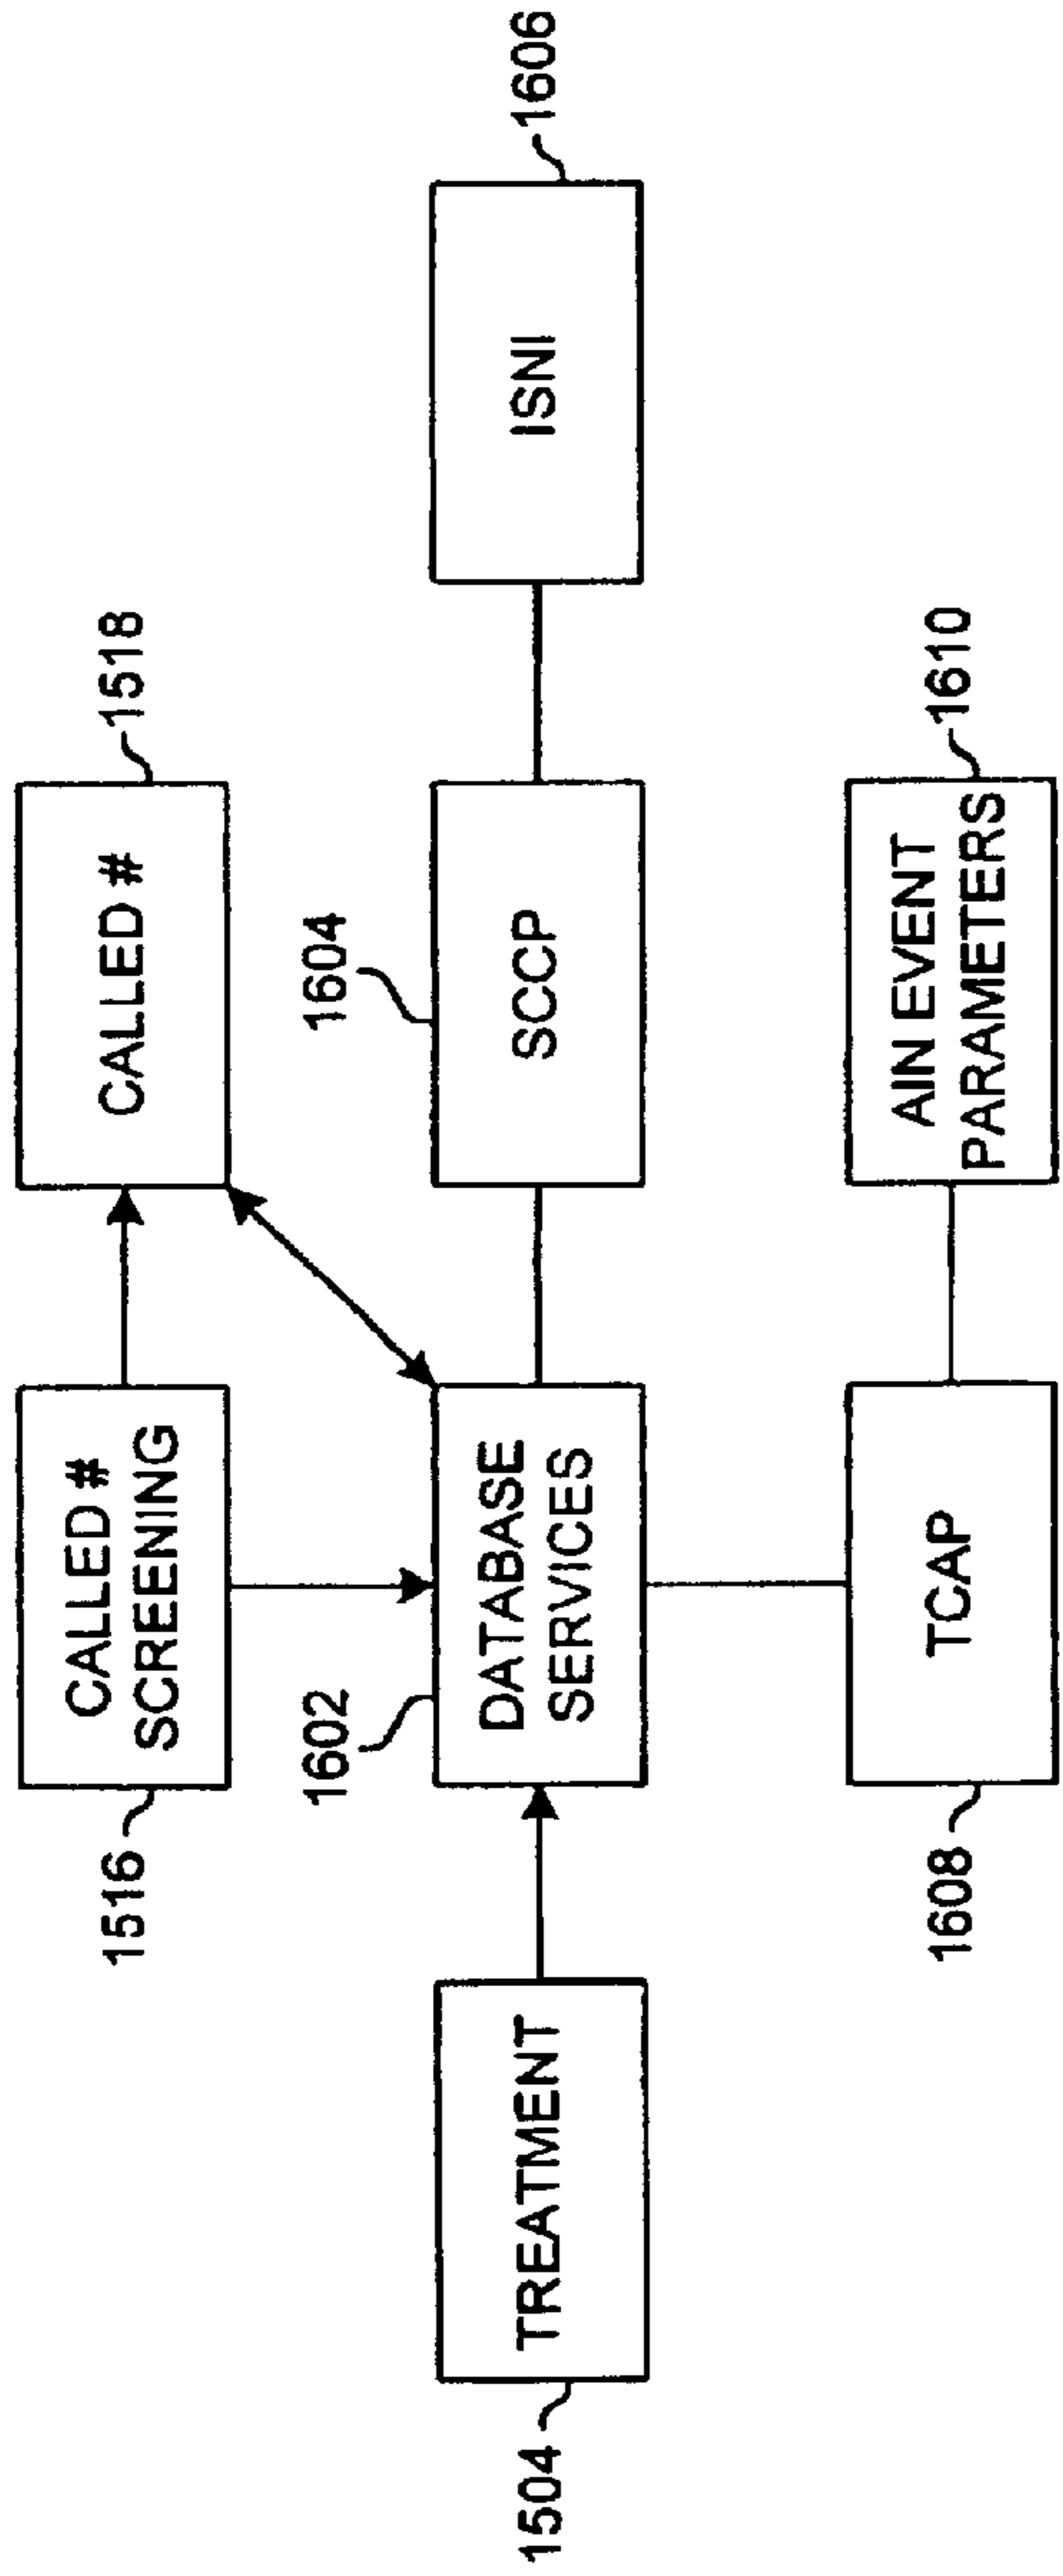 1516
CALLED #
SCREENING
CALLED #
1518
1504
TREATMENT
1602
DATABASE
SERVICES
1604
SCCP
ISNI
1606
1608
TCAP
AIN EVENT
PARAMETERS
1610